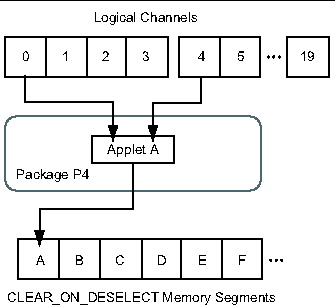 Logical Channels
0 1 2 3 4 5 ••• 19
Applet A
Package P4
A B C D E F •••
CLEAR_ON_DESELECT Memory Segments